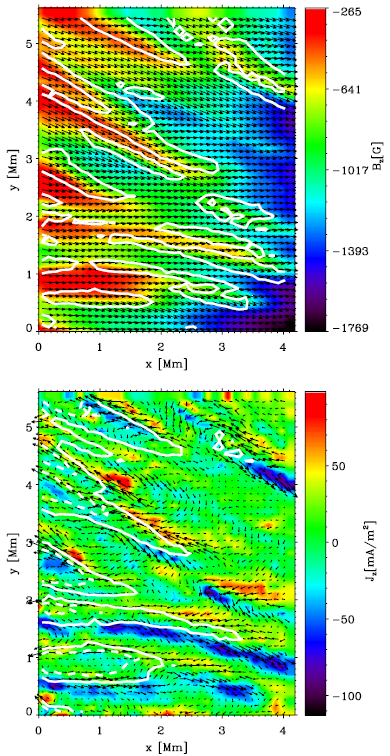 5
4
3
2
1
0
y [Mm]
0 1 2 3 4
x [Mm]
-265
-641
-1017
-1393
-1769
B_z[G]
5
4
3
2
1
0
y [Mm]
0 1 2 3 4
x [Mm]
50
0
-50
-100
J_z[mA/m²]